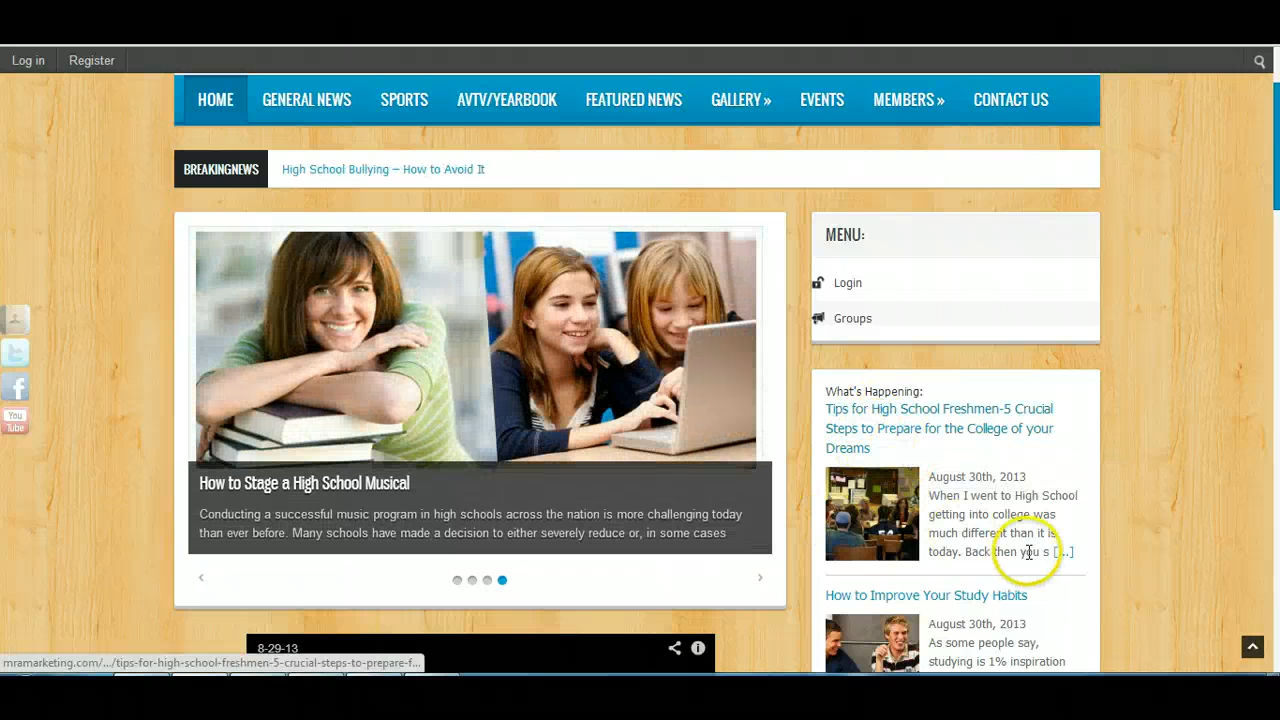 Log in Register
HOME GENERAL NEWS SPORTS AVTV/YEARBOOK FEATURED NEWS GALLERY » EVENTS MEMBERS » CONTACT US
BREAKINGNEWS High School Bullying – How to Avoid It
How to Stage a High School Musical
Conducting a successful music program in high schools across the nation is more challenging today
than ever before. Many schools have made a decision to either severely reduce or, in some cases
8-29-13
MENU:
Login
Groups
What's Happening:
Tips for High School Freshmen-5 Crucial
Steps to Prepare for the College of your
Dreams
August 30th, 2013
When I went to High School
getting into college was
much different than it is
today. Back then you s [...]
How to Improve Your Study Habits
August 30th, 2013
As some people say,
studying is 1% inspiration
You
Tube
mramarketing.com/.../tips-for-high-school-freshmen-5-crucial-steps-to-prepare-f...